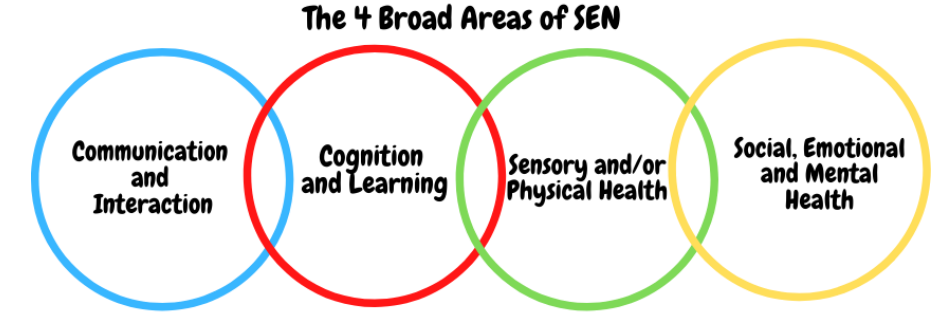 The 4 Broad Areas of SEN
Communication
and
Interaction
Cognition
and Learning
Sensory and/or
Physical Health
Social, Emotional
and Mental
Health